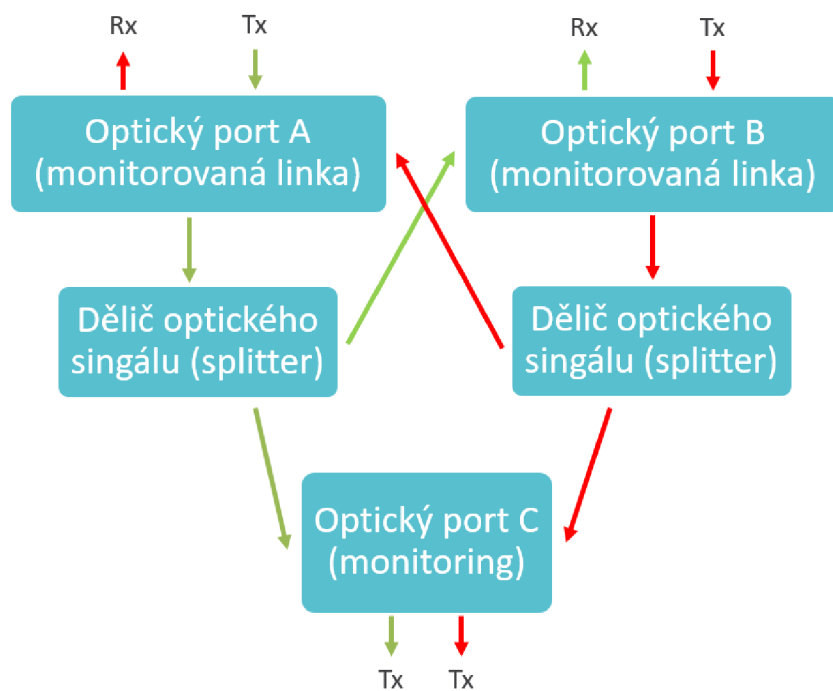 Rx
Tx
Rx
Tx
Optický port A
(monitorovaná linka)
Optický port B
(monitorovaná linka)
Dělič optického
singálu (splitter)
Dělič optického
singálu (splitter)
Optický port C
(monitoring)
Tx
Tx